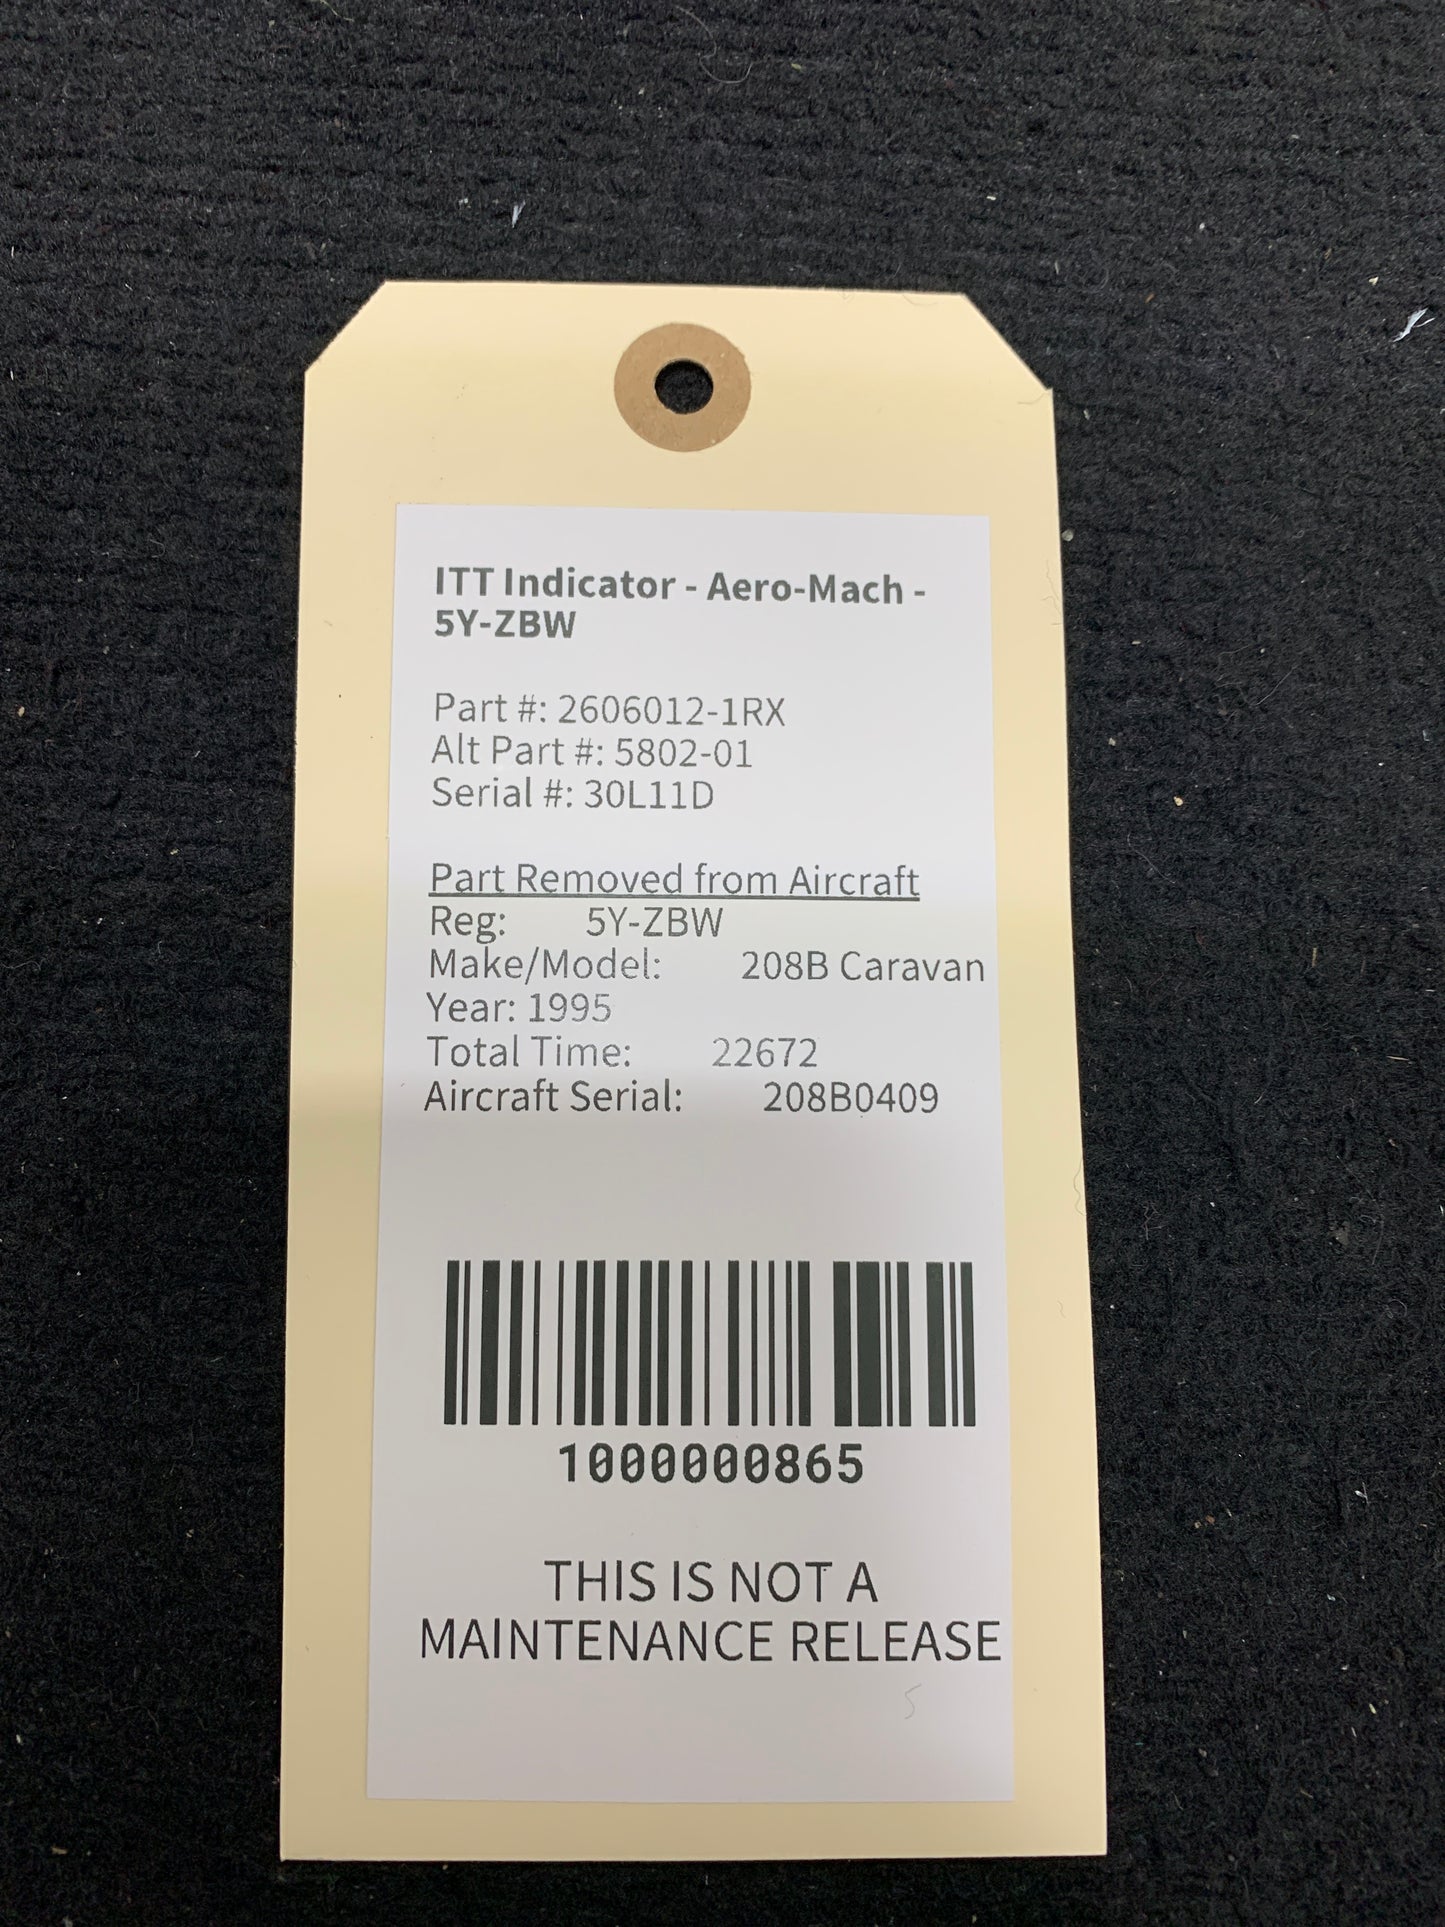 ITT Indicator - Aero-Mach -
5Y-ZBW
Part #: 2606012-1RX
Alt Part #: 5802-01
Serial #: 30L11D
Part Removed from Aircraft
Reg: 5Y-ZBW
Make/Model: 208B Caravan
Year: 1995
Total Time: 22672
Aircraft Serial: 208B0409
1000000865
THIS IS NOT A
MAINTENANCE RELEASE